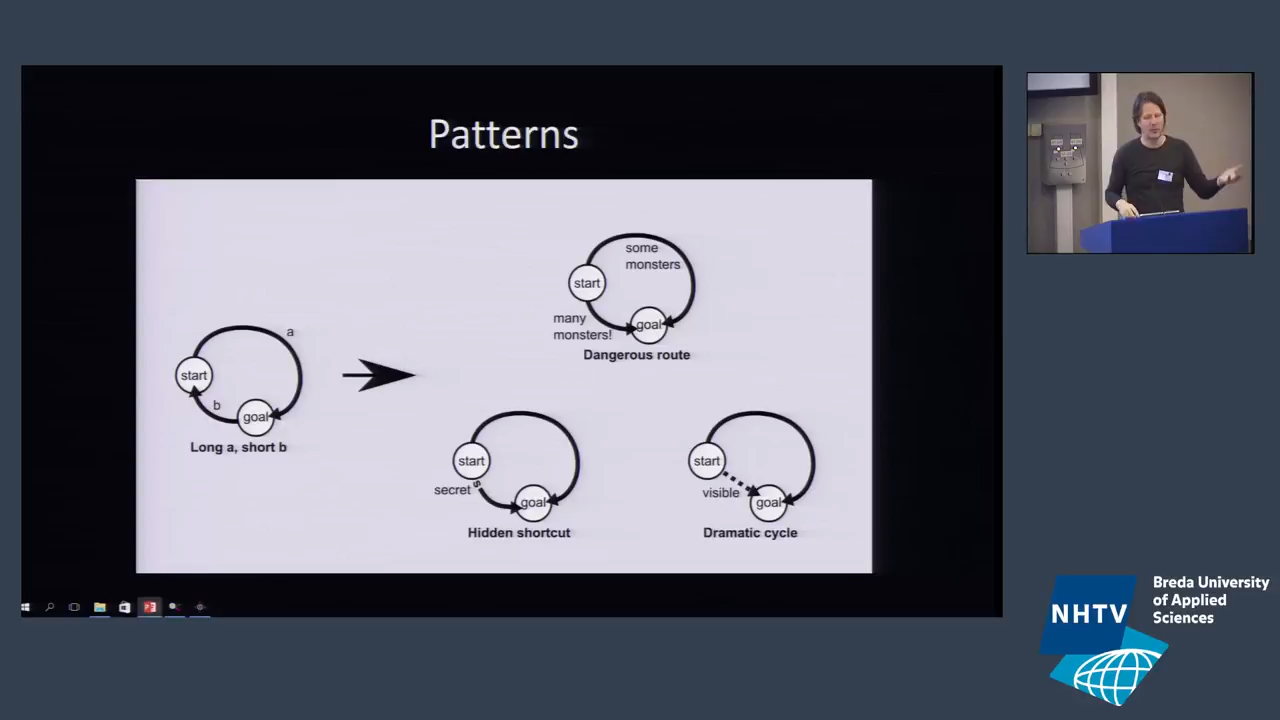 Patterns
a
start
b
goal
Long a, short b
some
monsters
start
many
monsters!
goal
Dangerous route
start
secret
s
goal
Hidden shortcut
start
visible
goal
Dramatic cycle
NHTV
Breda University
of Applied
Sciences